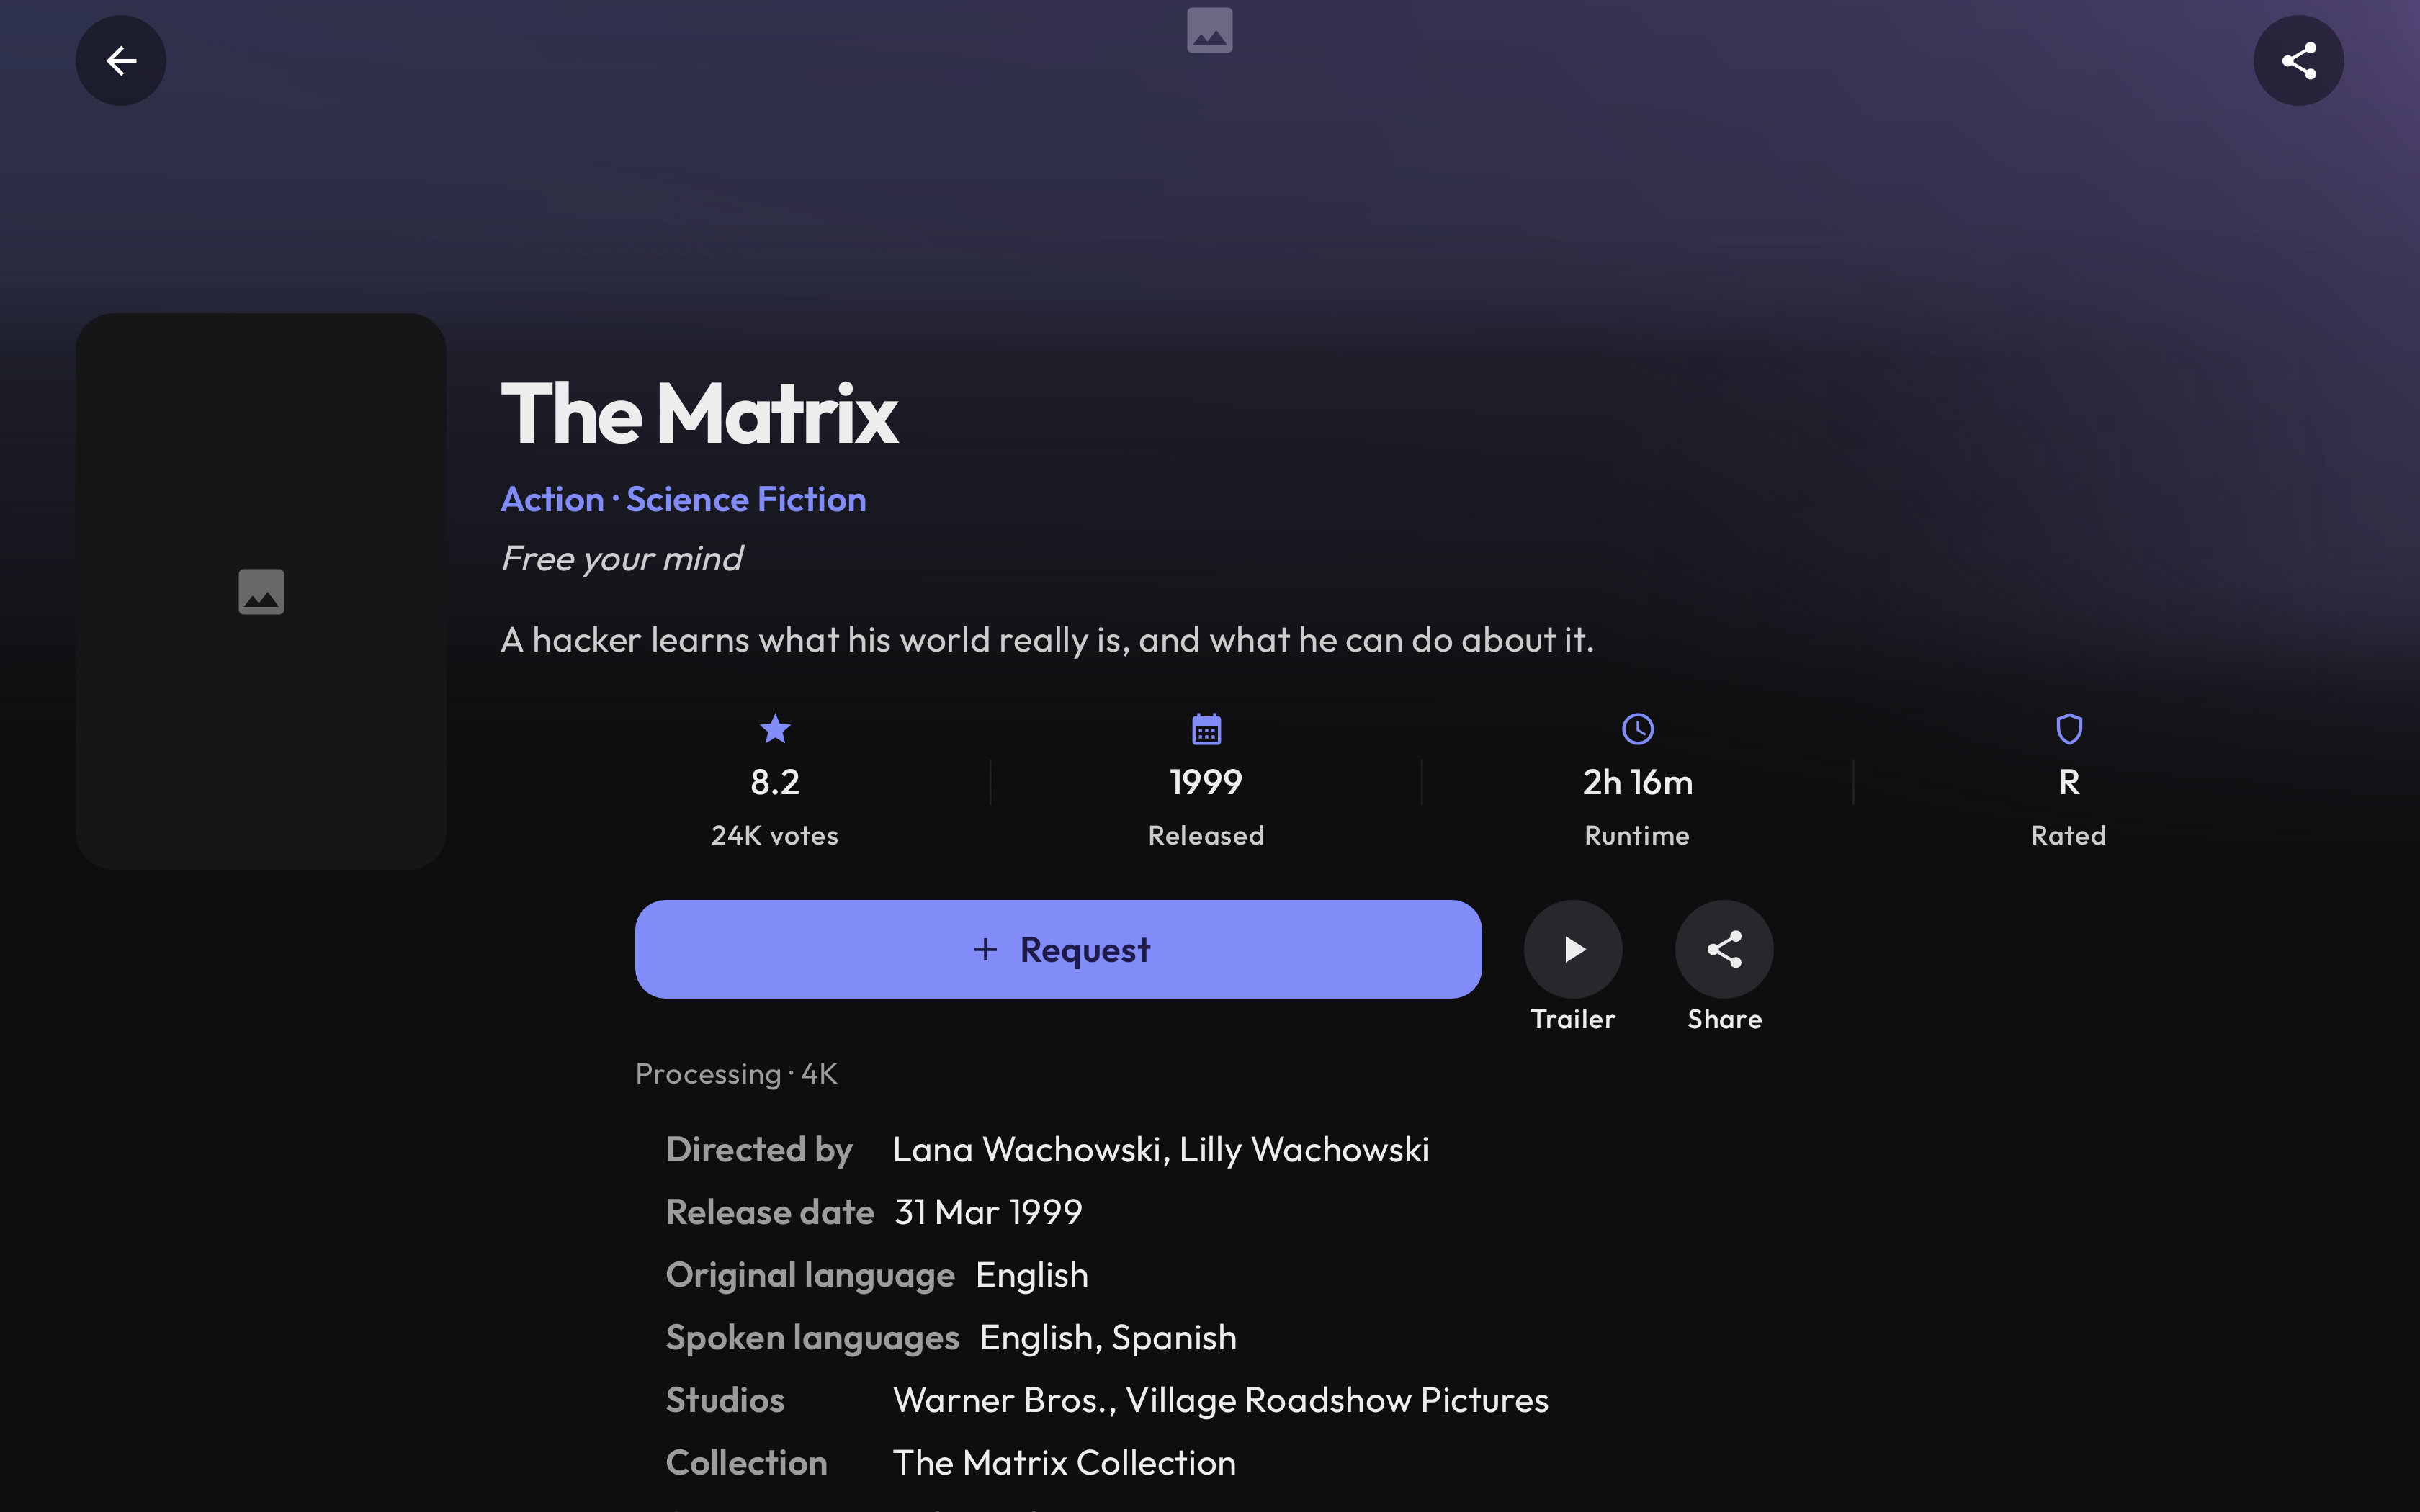 The Matrix
Action · Science Fiction
Free your mind
A hacker learns what his world really is, and what he can do about it.
8.2
24K votes
1999
Released
2h 16m
Runtime
R
Rated
+ Request
Trailer
Share
Processing · 4K
Directed by Lana Wachowski, Lilly Wachowski
Release date 31 Mar 1999
Original language English
Spoken languages English, Spanish
Studios Warner Bros., Village Roadshow Pictures
Collection The Matrix Collection